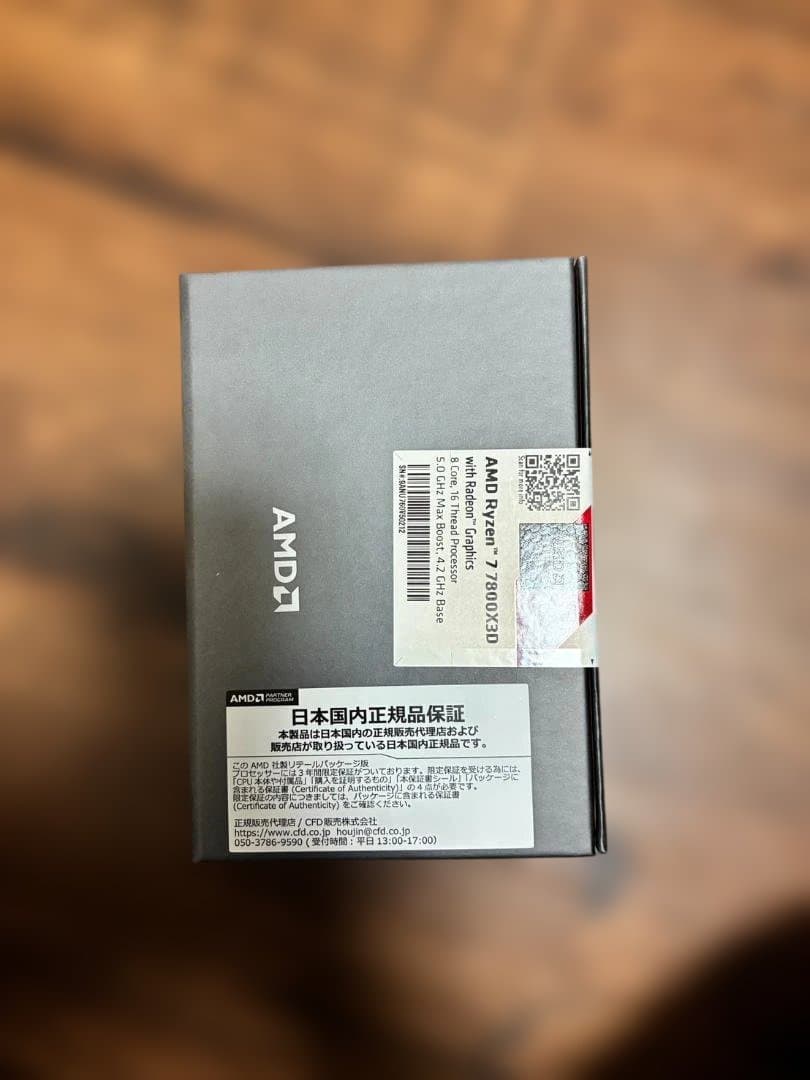 Scan for more info
AMD
AMD Ryzen™ 7 7800X3D
with Radeon™ Graphics
8 Core, 16 Thread Processor
5.0 GHz Max Boost, 4.2 GHz Base
AMD
AMD PARTNER PROGRAM
日本国内正規品保証
本製品は日本国内の正規販売代理店および
販売店が取り扱っている日本国内正規品です。
この AMD 社製リテールパッケージ版
プロセッサーには3年間限定保証がついております。限定保証を受ける為には、
「CPU 本体や付属品」「購入を証明するもの」「本保証書シール」「パッケージに
含まれる保証書 (Certificate of Authenticity)」の4点が必要です。
限定保証の内容につきましては、パッケージに含まれる保証書
(Certificate of Authenticity) をご確認ください。
正規販売代理店 / CFD 販売株式会社
https://www.cfd.co.jp houjin@cfd.co.jp
050-3786-9590 ( 受付時間：平日 13:00-17:00)